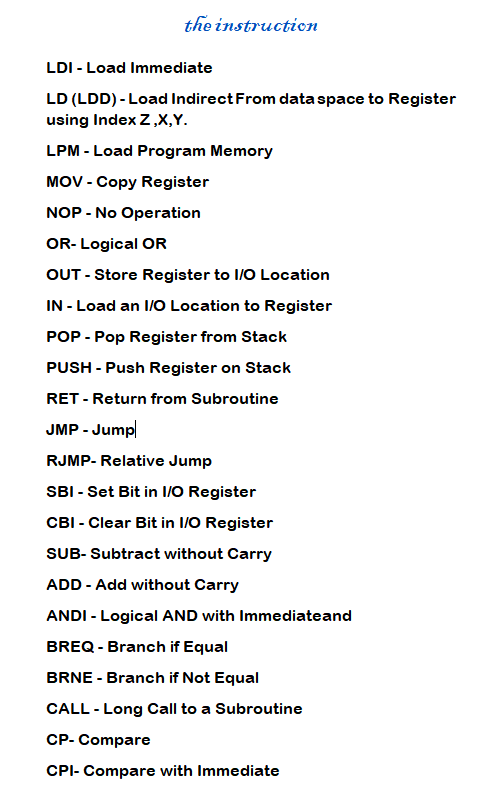 the instruction
LDI - Load Immediate
LD (LDD) - Load Indirect From data space to Register
using Index Z ,X,Y.
LPM - Load Program Memory
MOV - Copy Register
NOP - No Operation
OR- Logical OR
OUT - Store Register to I/O Location
IN - Load an I/O Location to Register
POP - Pop Register from Stack
PUSH - Push Register on Stack
RET - Return from Subroutine
JMP - Jump
RJMP- Relative Jump
SBI - Set Bit in I/O Register
CBI - Clear Bit in I/O Register
SUB- Subtract without Carry
ADD - Add without Carry
ANDI - Logical AND with Immediateand
BREQ - Branch if Equal
BRNE - Branch if Not Equal
CALL - Long Call to a Subroutine
CP- Compare
CPI- Compare with Immediate